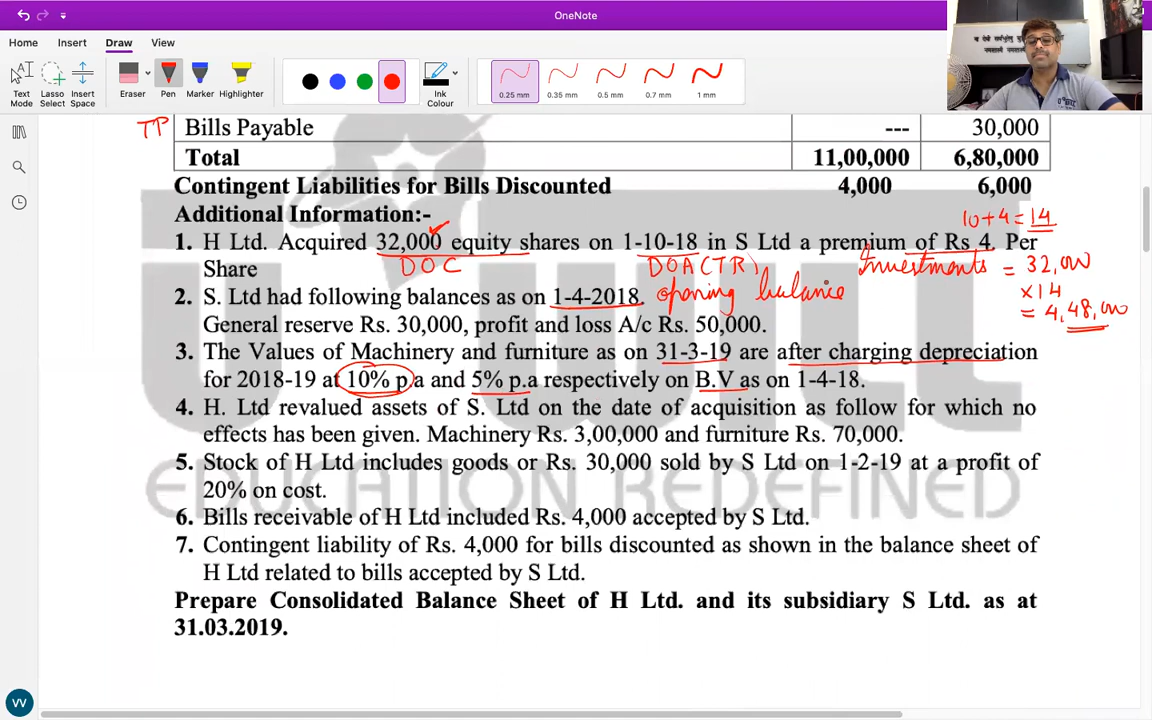 OneNote
Home Insert Draw View
Text Mode
Lasso Select
Insert Space
Eraser
Pen
Marker
Highlighter
Ink Colour
0.25 mm 0.35 mm 0.5 mm 0.7 mm 1 mm
TP Bills Payable --- 30,000
Total 11,00,000 6,80,000
Contingent Liabilities for Bills Discounted 4,000 6,000
Additional Information:- 10+4=14
1. H Ltd. Acquired 32,000 equity shares on 1-10-18 in S Ltd a premium of Rs 4. Per
Share DOC DOA(TR) Investments = 32,000
x14
2. S. Ltd had following balances as on 1-4-2018. opening balance
= 4,48,000
General reserve Rs. 30,000, profit and loss A/c Rs. 50,000.
3. The Values of Machinery and furniture as on 31-3-19 are after charging depreciation
for 2018-19 at 10% p.a and 5% p.a respectively on B.V as on 1-4-18.
4. H. Ltd revalued assets of S. Ltd on the date of acquisition as follow for which no
effects has been given. Machinery Rs. 3,00,000 and furniture Rs. 70,000.
5. Stock of H Ltd includes goods or Rs. 30,000 sold by S Ltd on 1-2-19 at a profit of
20% on cost.
6. Bills receivable of H Ltd included Rs. 4,000 accepted by S Ltd.
7. Contingent liability of Rs. 4,000 for bills discounted as shown in the balance sheet of
H Ltd related to bills accepted by S Ltd.
Prepare Consolidated Balance Sheet of H Ltd. and its subsidiary S Ltd. as at
31.03.2019.
U WILL
EDUCATION REDEFINED
VV